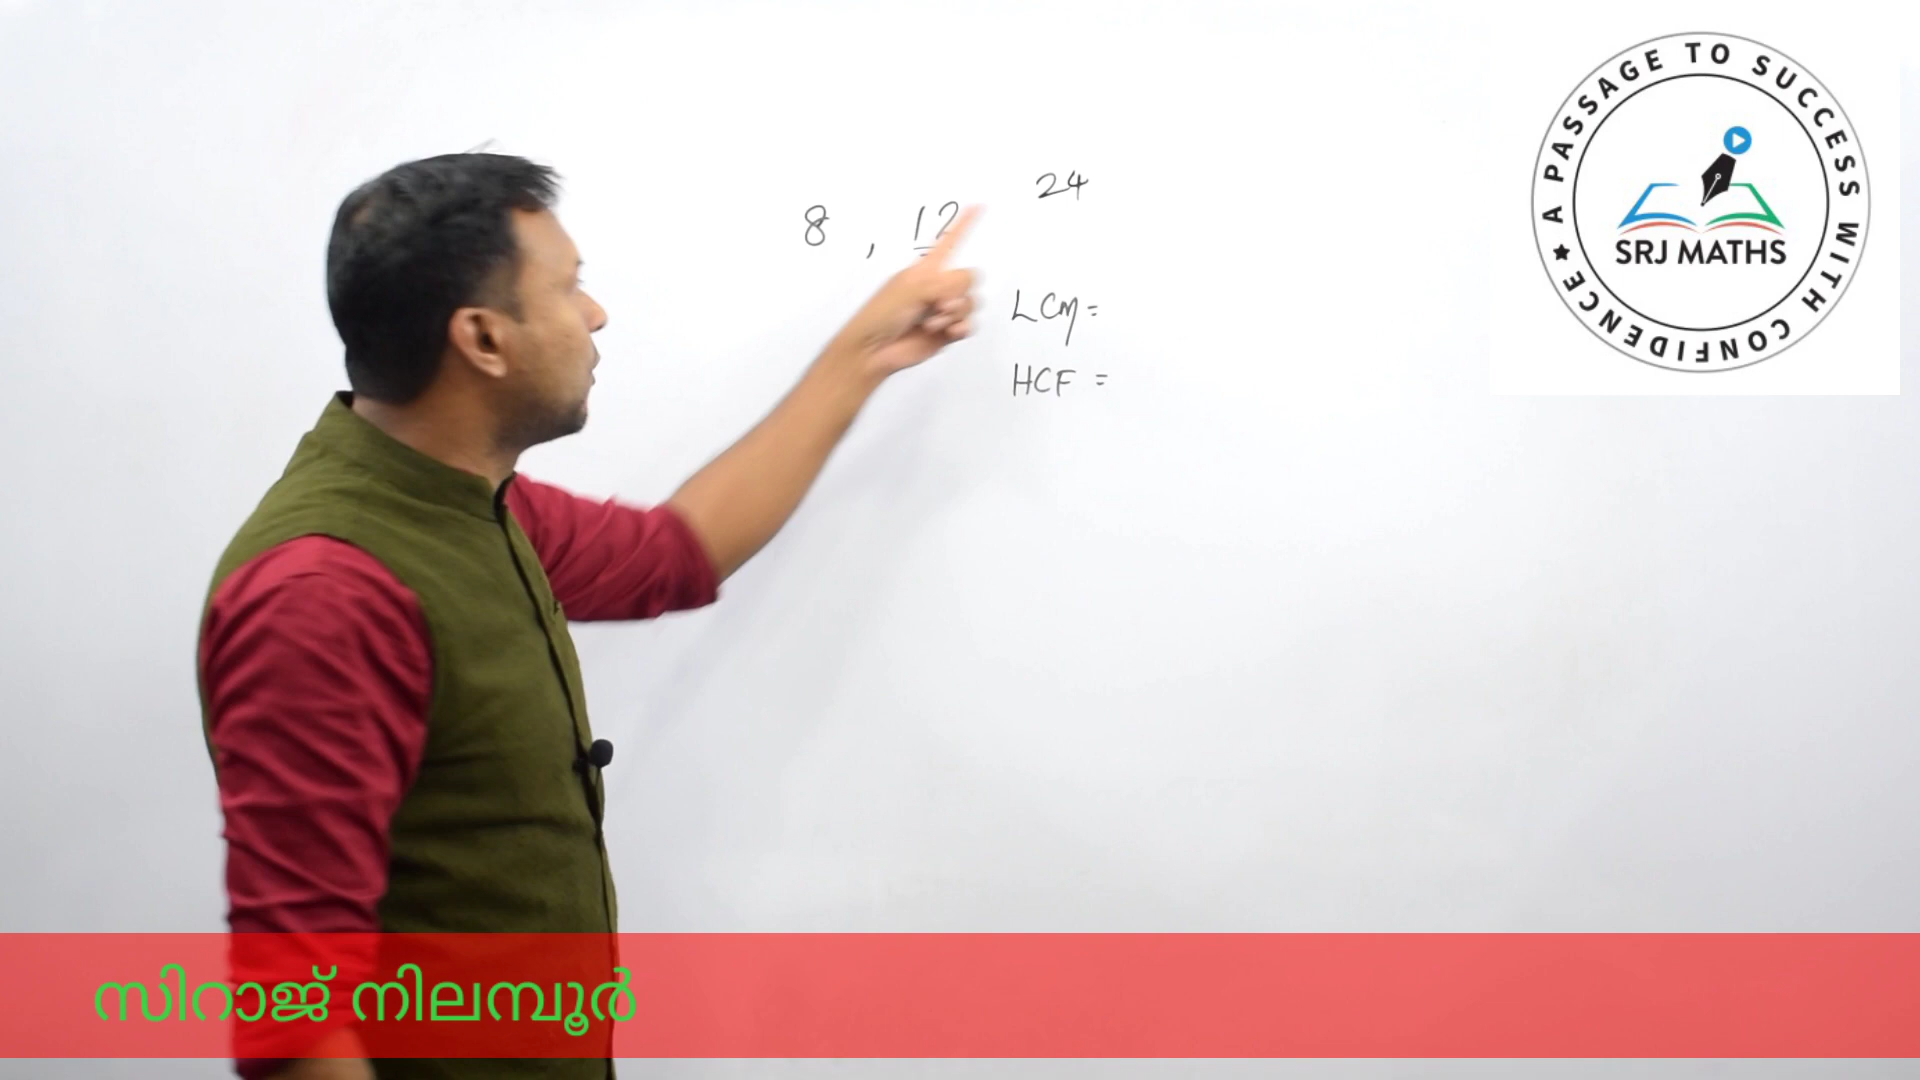 24
8 , 12
LCM =
HCF =
A PASSAGE TO SUCCESS WITH CONFIDENCE ★
SRJ MATHS
സിറാജ് നിലമ്പൂർ